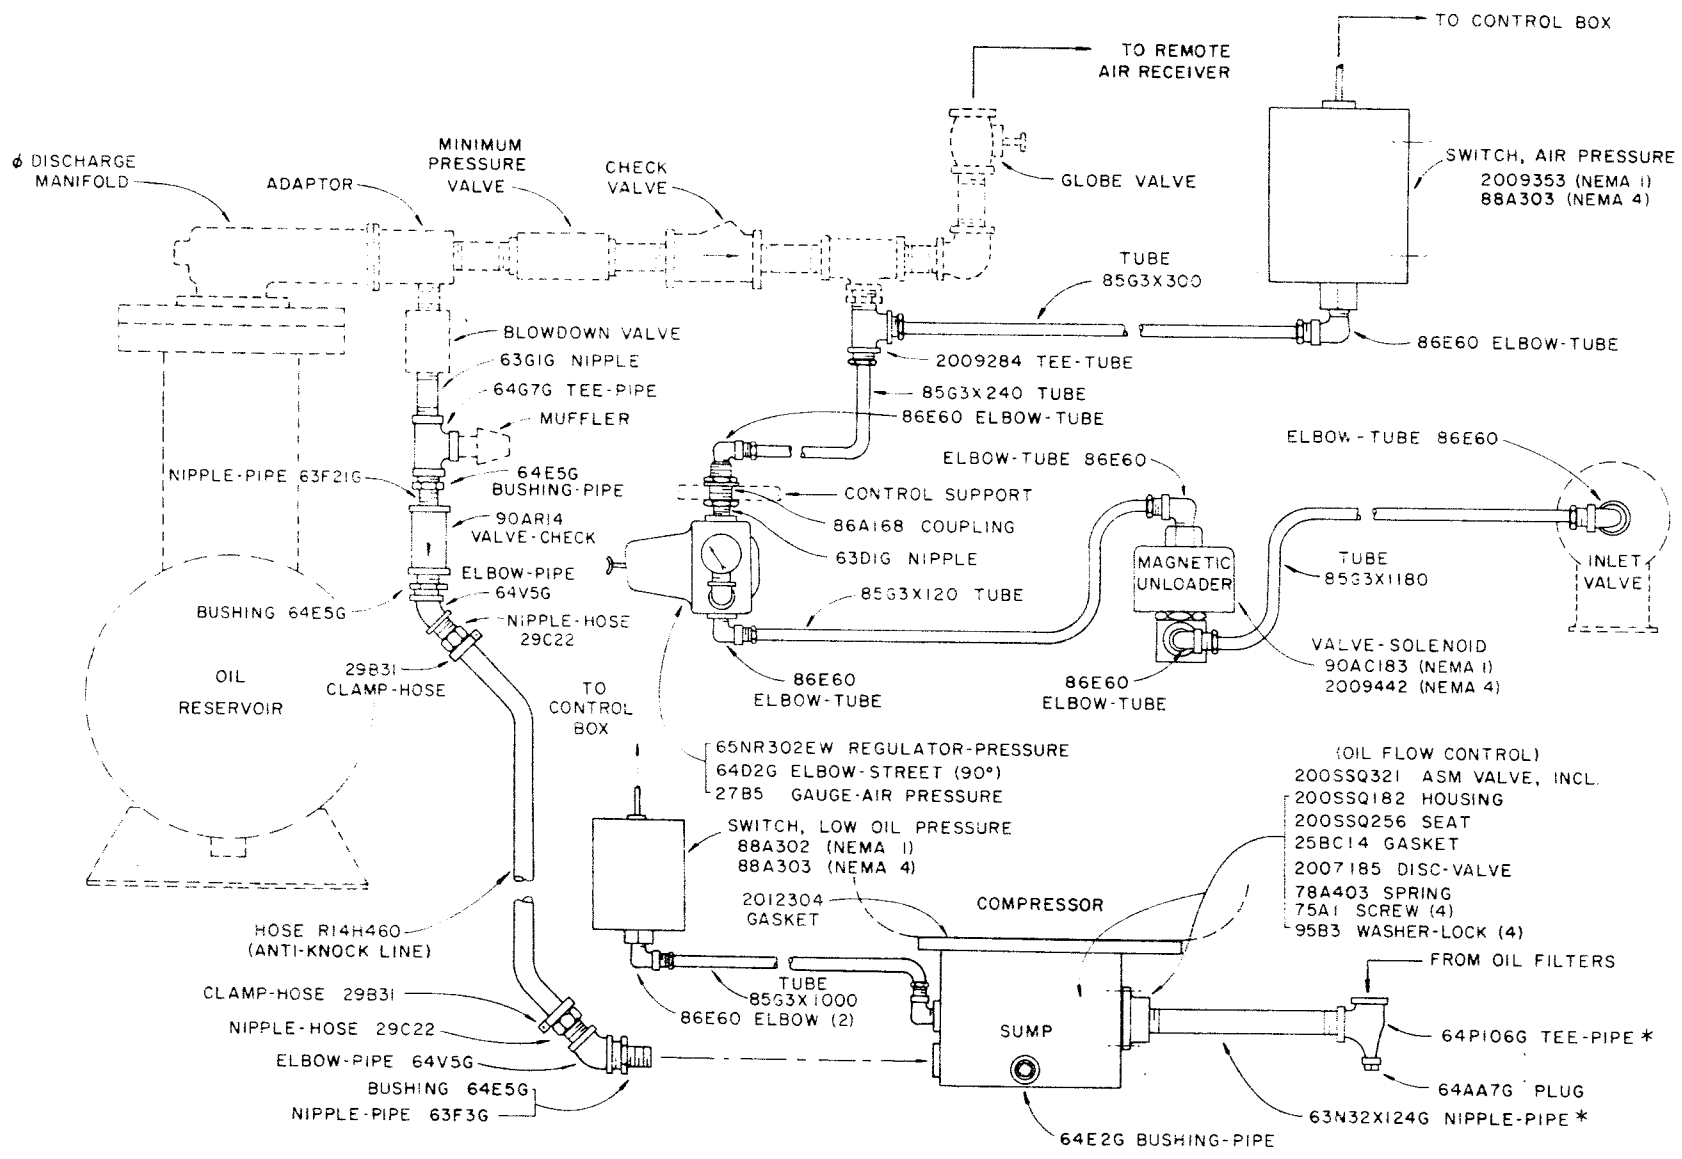 TO CONTROL BOX
TO REMOTE
AIR RECEIVER
ø DISCHARGE
MANIFOLD
ADAPTOR
MINIMUM
PRESSURE
VALVE
CHECK
VALVE
GLOBE VALVE
SWITCH, AIR PRESSURE
2009353 (NEMA 1)
88A303 (NEMA 4)
TUBE
85G3X300
BLOWDOWN VALVE
63G1G NIPPLE
64G7G TEE-PIPE
MUFFLER
2009284 TEE-TUBE
86E60 ELBOW-TUBE
85G3X240 TUBE
86E60 ELBOW-TUBE
ELBOW-TUBE 86E60
ELBOW-TUBE 86E60
NIPPLE-PIPE 63F21G
64E5G
BUSHING-PIPE
CONTROL SUPPORT
86A168 COUPLING
63D1G NIPPLE
90AR14
VALVE-CHECK
ELBOW-PIPE
64V5G
BUSHING 64E5G
NIPPLE-HOSE
29C22
85G3X120 TUBE
MAGNETIC
UNLOADER
TUBE
85G3X1180
INLET
VALVE
VALVE-SOLENOID
90AC183 (NEMA 1)
2009442 (NEMA 4)
29B31
CLAMP-HOSE
OIL
RESERVOIR
TO
CONTROL
BOX
86E60
ELBOW-TUBE
86E60
ELBOW-TUBE
65NR302EW REGULATOR-PRESSURE
64D2G ELBOW-STREET (90°)
27B5 GAUGE-AIR PRESSURE
(OIL FLOW CONTROL)
200SSQ321 ASM VALVE, INCL.
200SSQ182 HOUSING
200SSQ256 SEAT
25BC14 GASKET
2007185 DISC-VALVE
78A403 SPRING
75A1 SCREW (4)
95B3 WASHER-LOCK (4)
SWITCH, LOW OIL PRESSURE
88A302 (NEMA 1)
88A303 (NEMA 4)
2012304
GASKET
COMPRESSOR
HOSE R14H460
(ANTI-KNOCK LINE)
FROM OIL FILTERS
CLAMP-HOSE 29B31
TUBE
85G3X1000
86E60 ELBOW (2)
NIPPLE-HOSE 29C22
SUMP
64P106G TEE-PIPE *
ELBOW-PIPE 64V5G
BUSHING 64E5G
NIPPLE-PIPE 63F3G
64AA7G PLUG
63N32X124G NIPPLE-PIPE *
64E2G BUSHING-PIPE